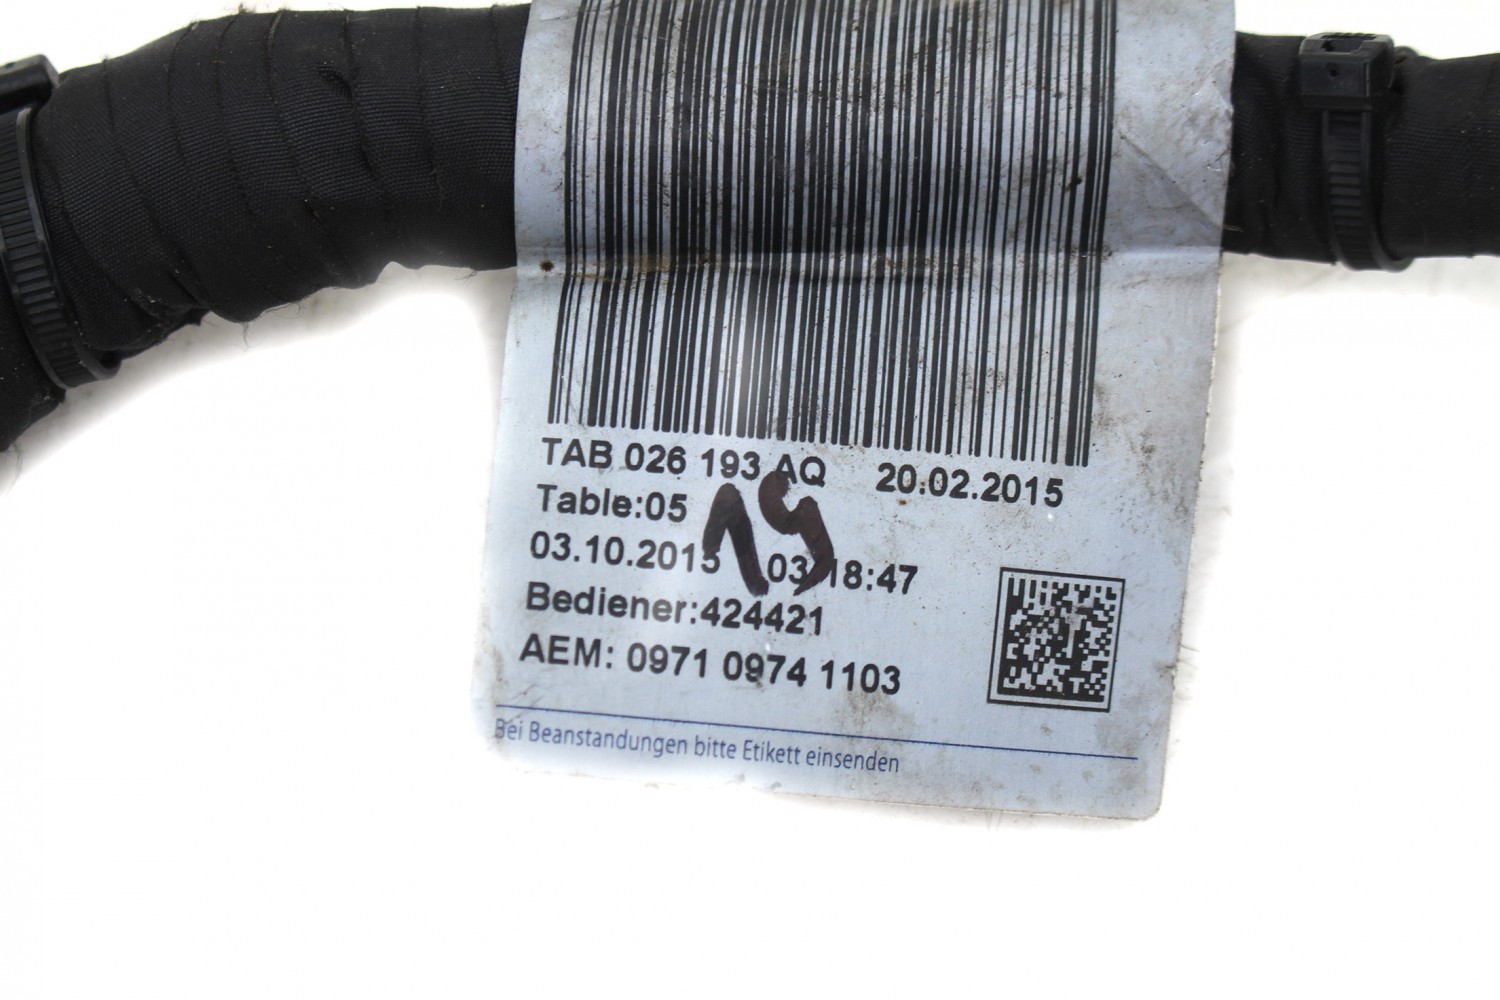 TAB 026 193 AQ 20.02.2015
Table:05
19
03.10.2015 03:18:47
Bediener:424421
AEM: 0971 0974 1103
Bei Beanstandungen bitte Etikett einsenden